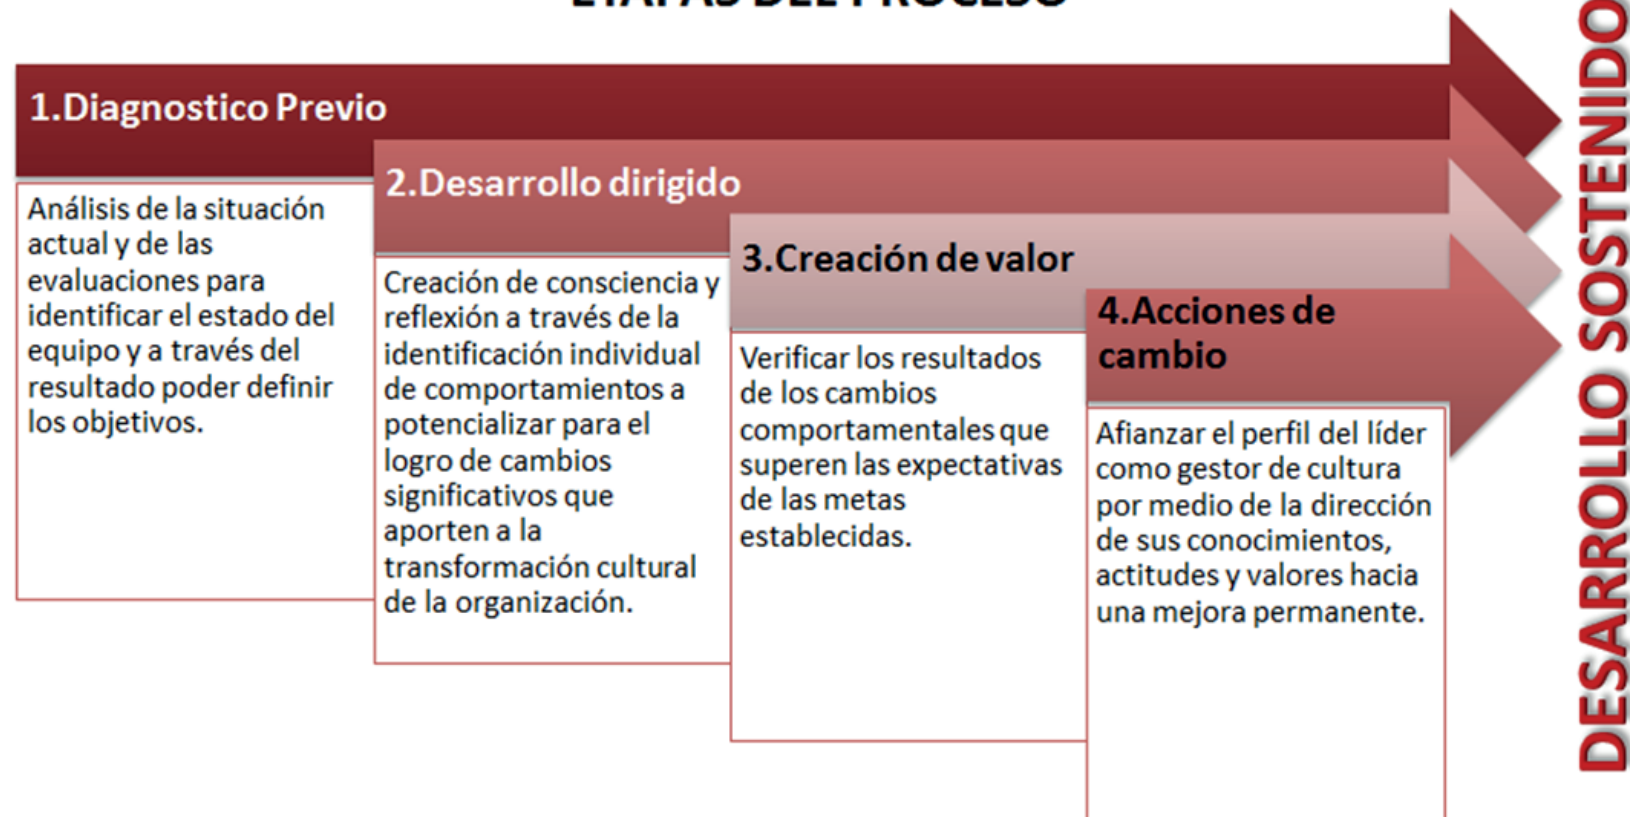 ETAPAS DEL PROCESO
1.Diagnostico Previo
Análisis de la situación
actual y de las
evaluaciones para
identificar el estado del
equipo y a través del
resultado poder definir
los objetivos.
2.Desarrollo dirigido
Creación de consciencia y
reflexión a través de la
identificación individual
de comportamientos a
potencializar para el
logro de cambios
significativos que
aporten a la
transformación cultural
de la organización.
3.Creación de valor
Verificar los resultados
de los cambios
comportamentales que
superen las expectativas
de las metas
establecidas.
4.Acciones de
cambio
Afianzar el perfil del líder
como gestor de cultura
por medio de la dirección
de sus conocimientos,
actitudes y valores hacia
una mejora permanente.
DESARROLLO SOSTENIDO